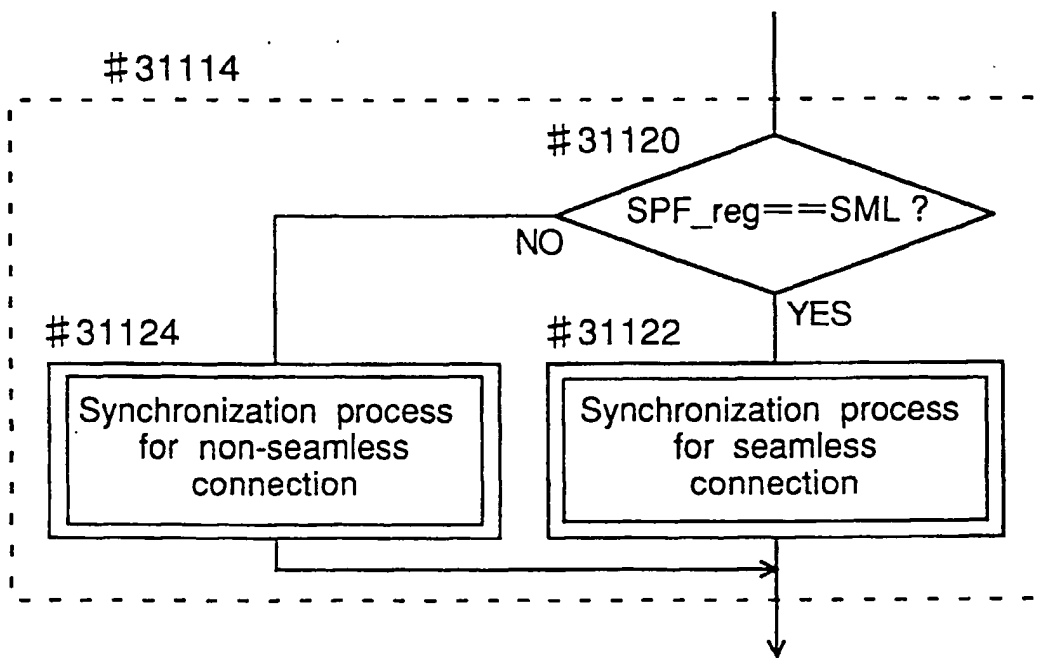 #31114
#31120
SPF_reg==SML ?
NO
YES
#31124
#31122
Synchronization process
for non-seamless
connection
Synchronization process
for seamless
connection